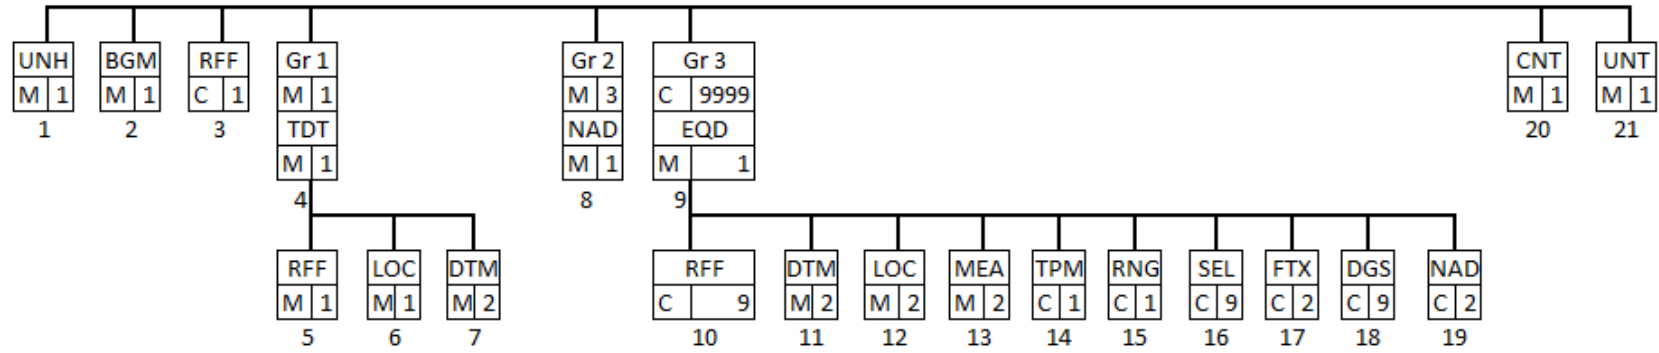 UNH BGM RFF Gr 1 Gr 2 Gr 3 CNT UNT
M 1 M 1 C 1 M 1 M 3 C 9999 M 1 M 1
1 2 3 TDT NAD EQD 20 21
M 1 M 1 M 1
4 8 9
RFF LOC DTM RFF DTM LOC MEA TPM RNG SEL FTX DGS NAD
M 1 M 1 M 2 C 9 M 2 M 2 M 2 C 1 C 1 C 9 C 2 C 9 C 2
5 6 7 10 11 12 13 14 15 16 17 18 19